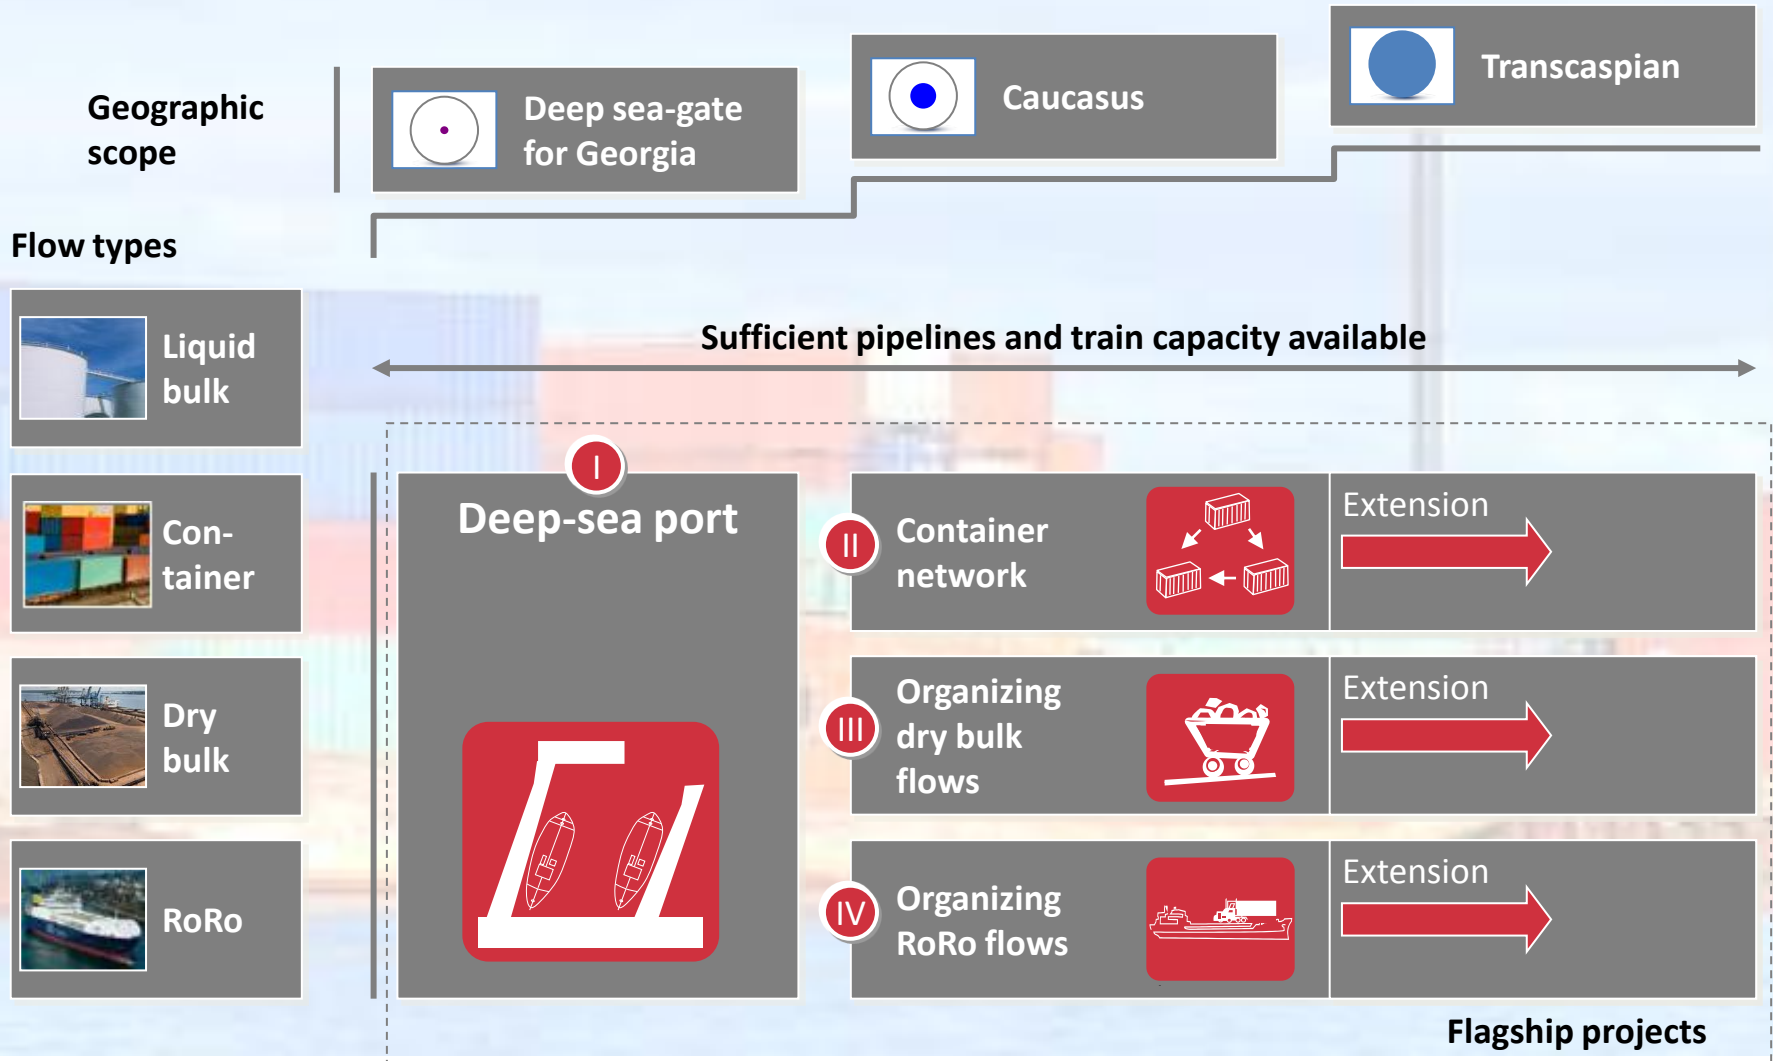 Geographic
scope
Deep sea-gate
for Georgia
Caucasus
Transcaspian
Flow types
Liquid
bulk
Sufficient pipelines and train capacity available
Con-
tainer
I
Deep-sea port
II
Container
network
Extension
Dry
bulk
III
Organizing
dry bulk
flows
Extension
RoRo
IV
Organizing
RoRo flows
Extension
Flagship projects